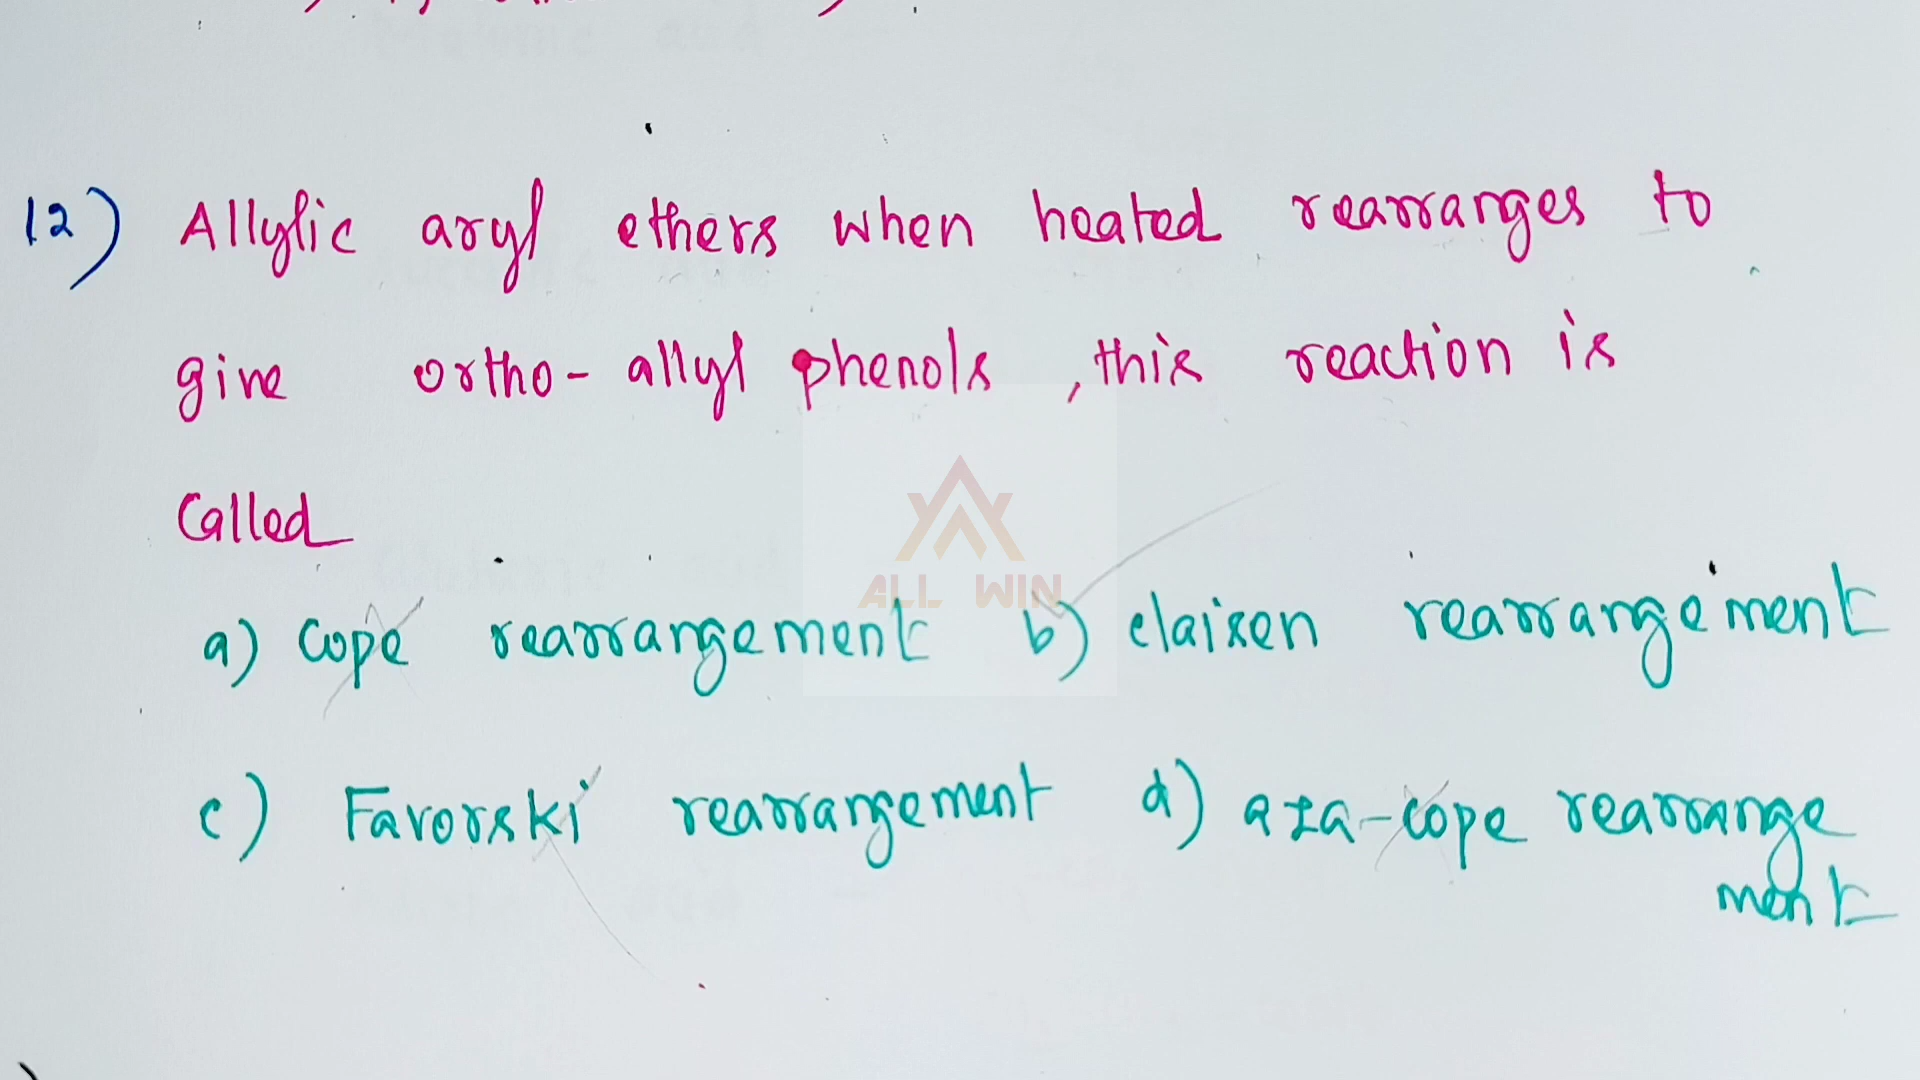 12) Allylic aryl ethers when heated rearranges to
give ortho-allyl phenols, this reaction is
Called
ALL WIN
a) Cope rearrangement b) claisen rearrangement
c) Favorski rearrangement d) aza-cope rearrange
ment